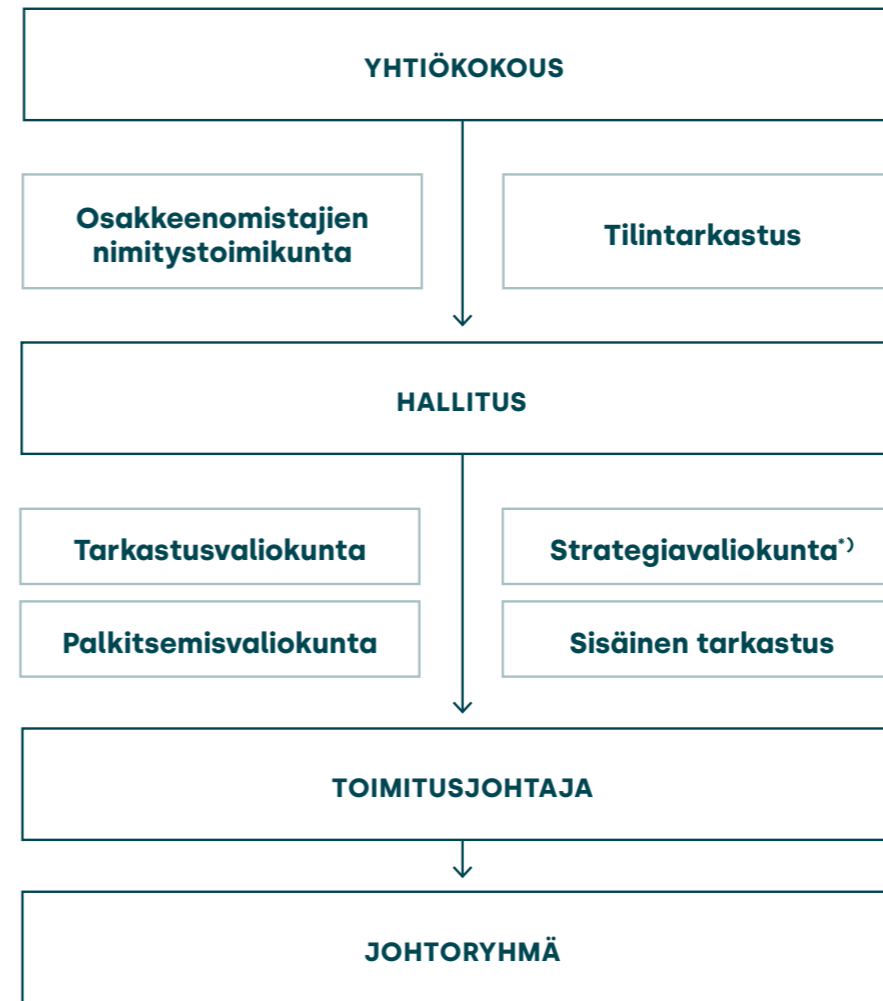 YHTIÖKOKOUS
Osakkeenomistajien
nimitystoimikunta
Tilintarkastus
HALLITUS
Tarkastusvaliokunta
Strategiavaliokunta*)
Palkitsemisvaliokunta
Sisäinen tarkastus
TOIMITUSJOHTAJA
JOHTORYHMÄ